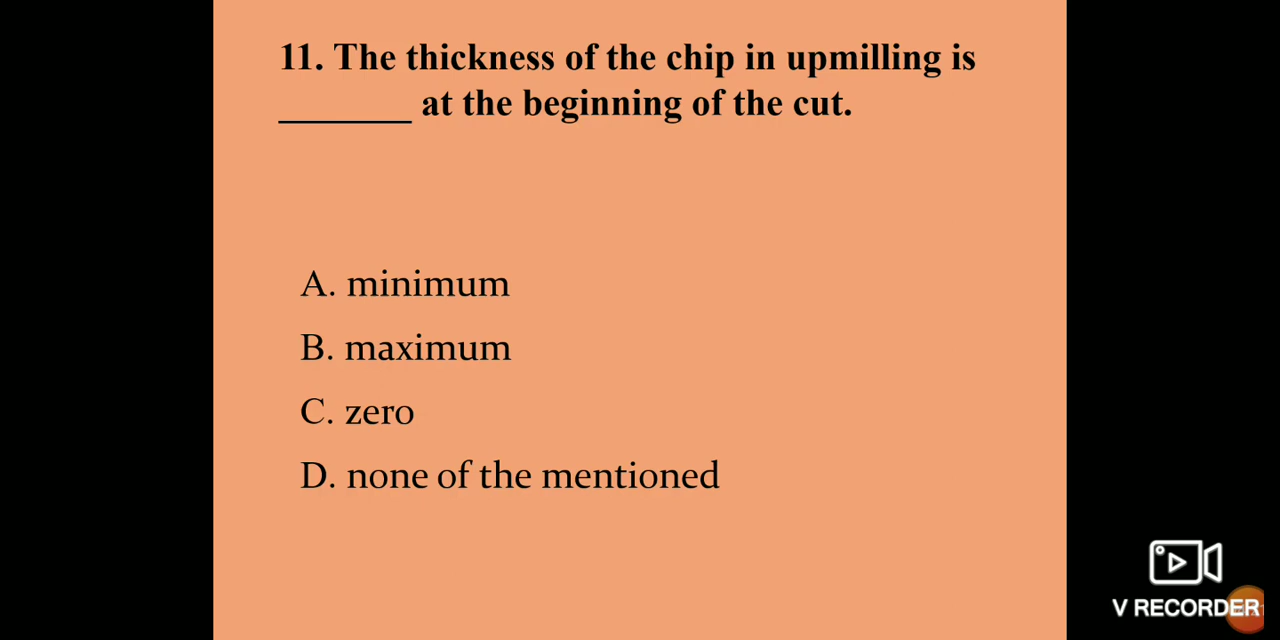 11. The thickness of the chip in upmilling is
_______ at the beginning of the cut.
A. minimum
B. maximum
C. zero
D. none of the mentioned
V RECORDER